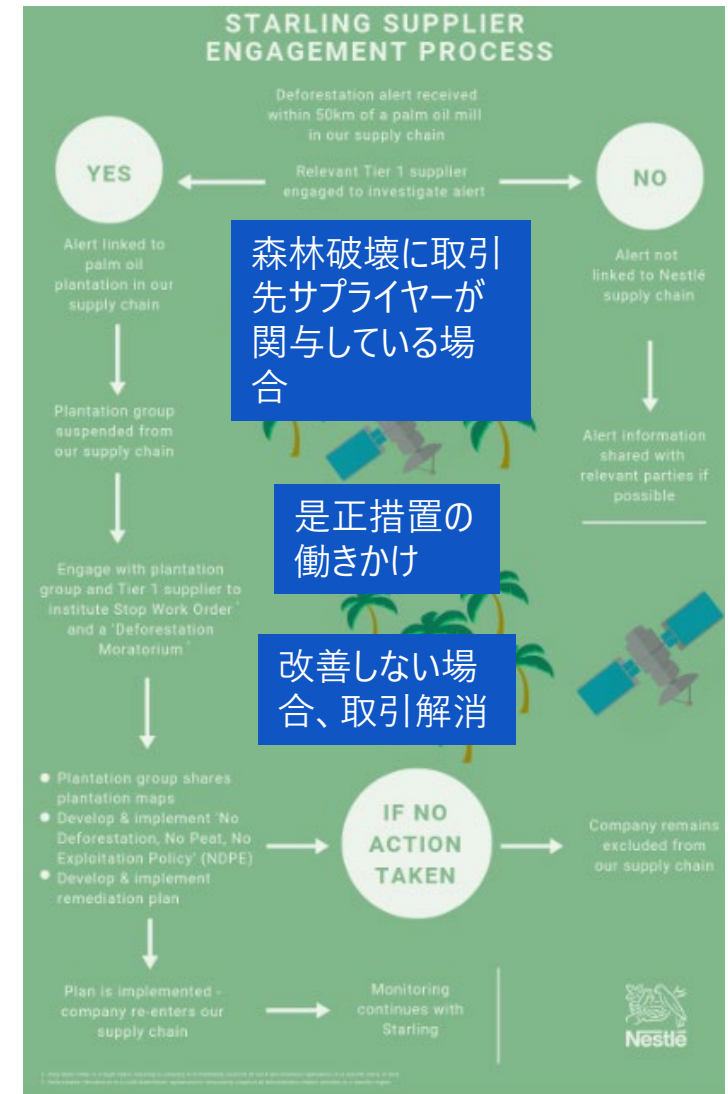 STARLING SUPPLIER
ENGAGEMENT PROCESS
Deforestation alert received
within 50km of a palm oil mill
in our supply chain
Relevant Tier 1 supplier
engaged to investigate alert
YES
NO
Alert linked to
palm oil
plantation in our
supply chain
森林破壊に取引
先サプライヤーが
関与している場
合
Alert not
linked to Nestlé
supply chain
Plantation group
suspended from
our supply chain
Alert information
shared with
relevant parties if
possible
是正措置の
働きかけ
Engage with plantation
group and Tier 1 supplier to
institute Stop Work Order
and a 'Deforestation
Moratorium
改善しない場
合、取引解消
● Plantation group shares
plantation maps
● Develop & implement 'No
Deforestation, No Peat, No
Exploitation Policy' (NDPE)
● Develop & implement
remediation plan
IF NO
ACTION
TAKEN
Company remains
excluded from
our supply chain
Plan is implemented -
company re-enters our
supply chain
Monitoring
continues with
Starling
Nestlé